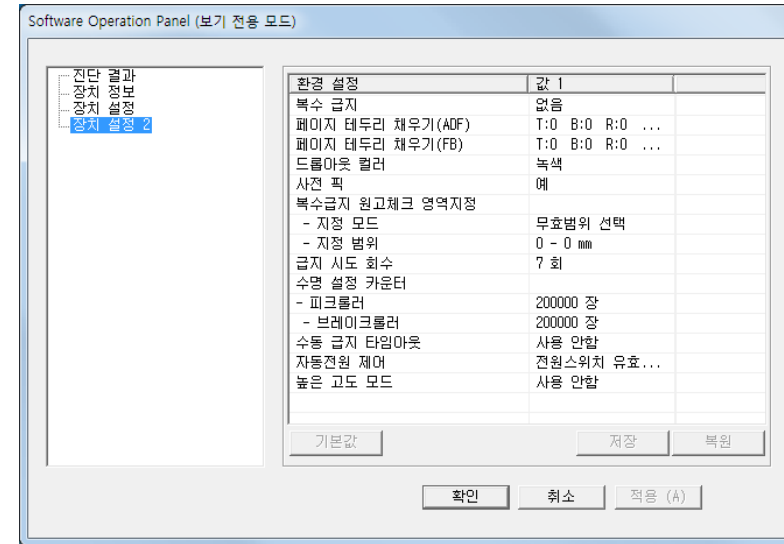 Software Operation Panel (보기 전용 모드)
진단 결과
장치 정보
장치 설정
장치 설정 2
환경 설정 값 1
복수 급지 없음
페이지 테두리 채우기(ADF) T:0 B:0 R:0 ...
페이지 테두리 채우기(FB) T:0 B:0 R:0 ...
드롭아웃 컬러 녹색
사전 픽 예
복수급지 원고체크 영역지정
- 지정 모드 무효범위 선택
- 지정 범위 0 - 0 mm
급지 시도 회수 7 회
수명 설정 카운터
- 피크롤러 200000 장
- 브레이크롤러 200000 장
수동 급지 타임아웃 사용 안함
자동전원 제어 전원스위치 유효...
높은 고도 모드 사용 안함
기본값 저장 복원
확인 취소 적용 (A)